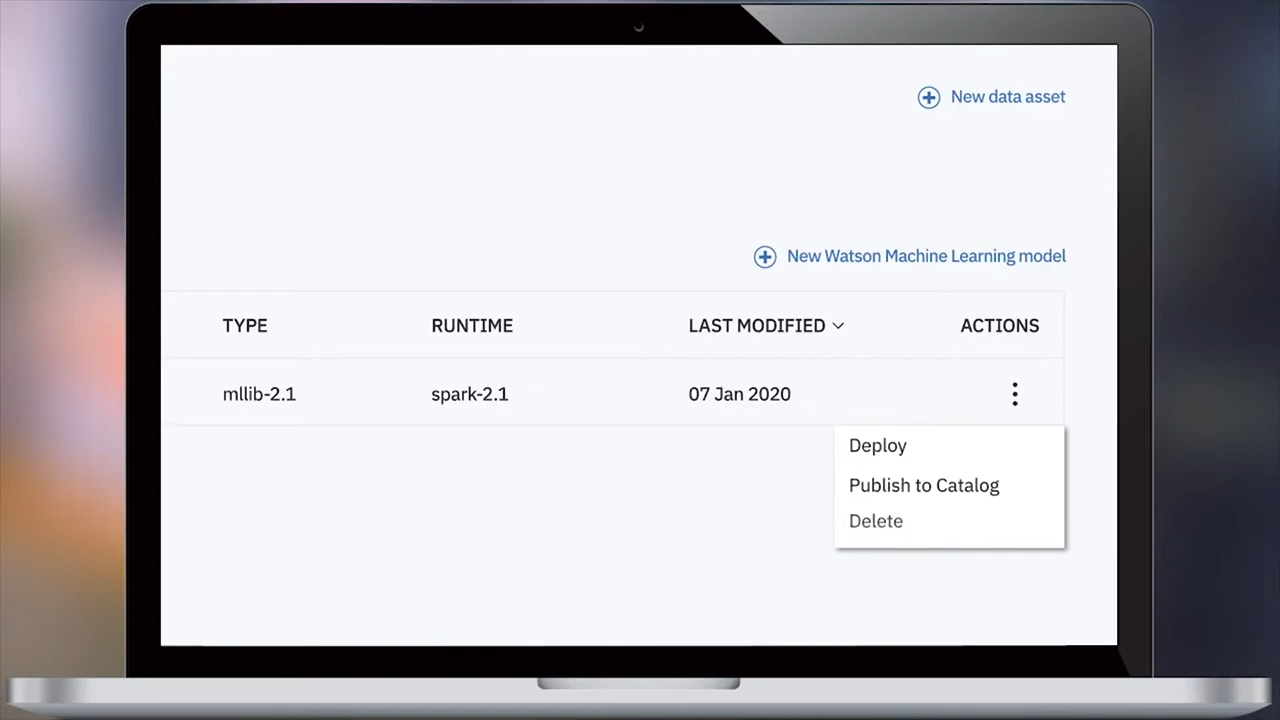 New data asset
New Watson Machine Learning model
TYPE RUNTIME LAST MODIFIED ACTIONS
mllib-2.1 spark-2.1 07 Jan 2020
Deploy
Publish to Catalog
Delete